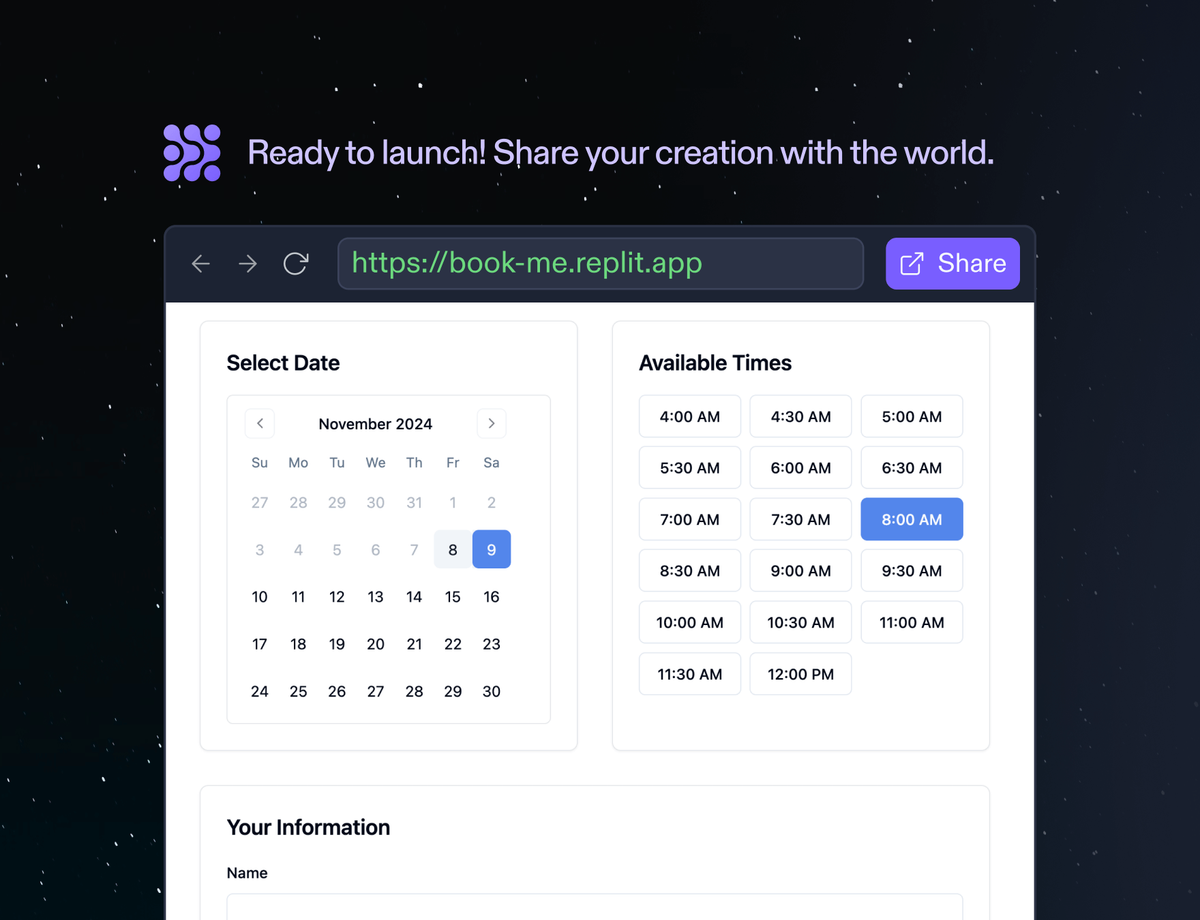 Ready to launch! Share your creation with the world.
https://book-me.replit.app
Share
Select Date
November 2024
Su Mo Tu We Th Fr Sa
27 28 29 30 31 1 2
3 4 5 6 7 8 9
10 11 12 13 14 15 16
17 18 19 20 21 22 23
24 25 26 27 28 29 30
Available Times
4:00 AM 4:30 AM 5:00 AM
5:30 AM 6:00 AM 6:30 AM
7:00 AM 7:30 AM 8:00 AM
8:30 AM 9:00 AM 9:30 AM
10:00 AM 10:30 AM 11:00 AM
11:30 AM 12:00 PM
Your Information
Name